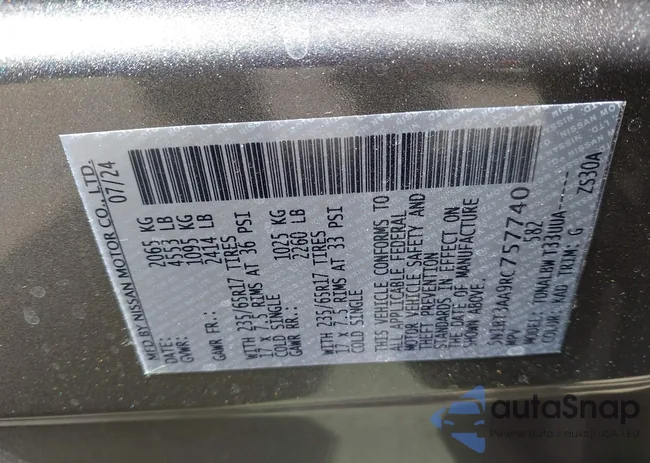 MFD BY NISSAN MOTOR CO., LTD.
DATE: 07/24
GWR: 2065 KG
4553 LB
GAWR FR.: 1095 KG
2414 LB
WITH 235/65R17 TIRES
17 X 7.5 RIMS AT 36 PSI
COLD SINGLE
GAWR RR.: 1025 KG
2260 LB
WITH 235/65R17 TIRES
17 X 7.5 RIMS AT 33 PSI
COLD SINGLE
THIS VEHICLE CONFORMS TO
ALL APPLICABLE FEDERAL
MOTOR VEHICLE SAFETY AND
THEFT PREVENTION
STANDARDS IN EFFECT ON
THE DATE OF MANUFACTURE
SHOWN ABOVE.
5N1BT3AA9RC757740
MPV 582
MODEL: TONALBW T33UUA------
COLOR: KAD TRIM: G ZS30A
autoSnap